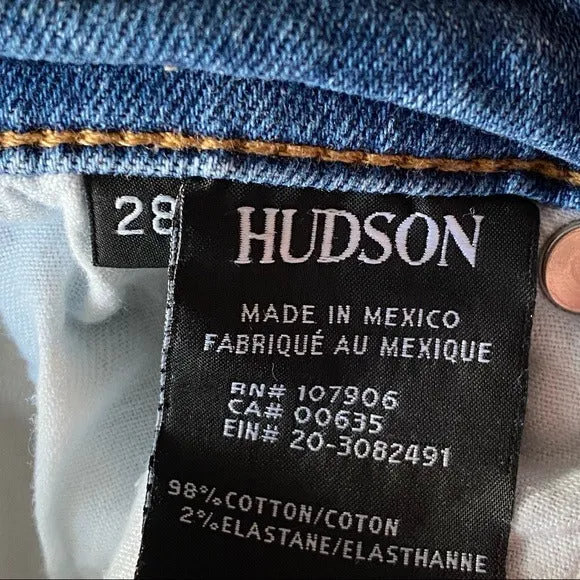 28
HUDSON
MADE IN MEXICO
FABRIQUÉ AU MEXIQUE
RN# 107906
CA# 00635
EIN# 20-3082491
98%COTTON/COTON
2%ELASTANE/ELASTHANNE